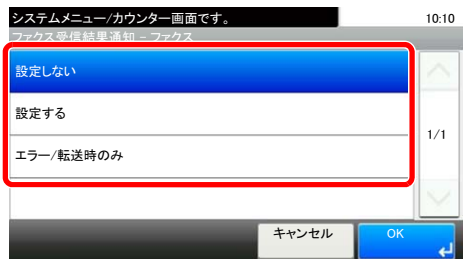 システムメニュー/カウンター画面です。
10:10
ファクス受信結果通知 - ファクス
設定しない
設定する
エラー/転送時のみ
1/1
キャンセル
OK